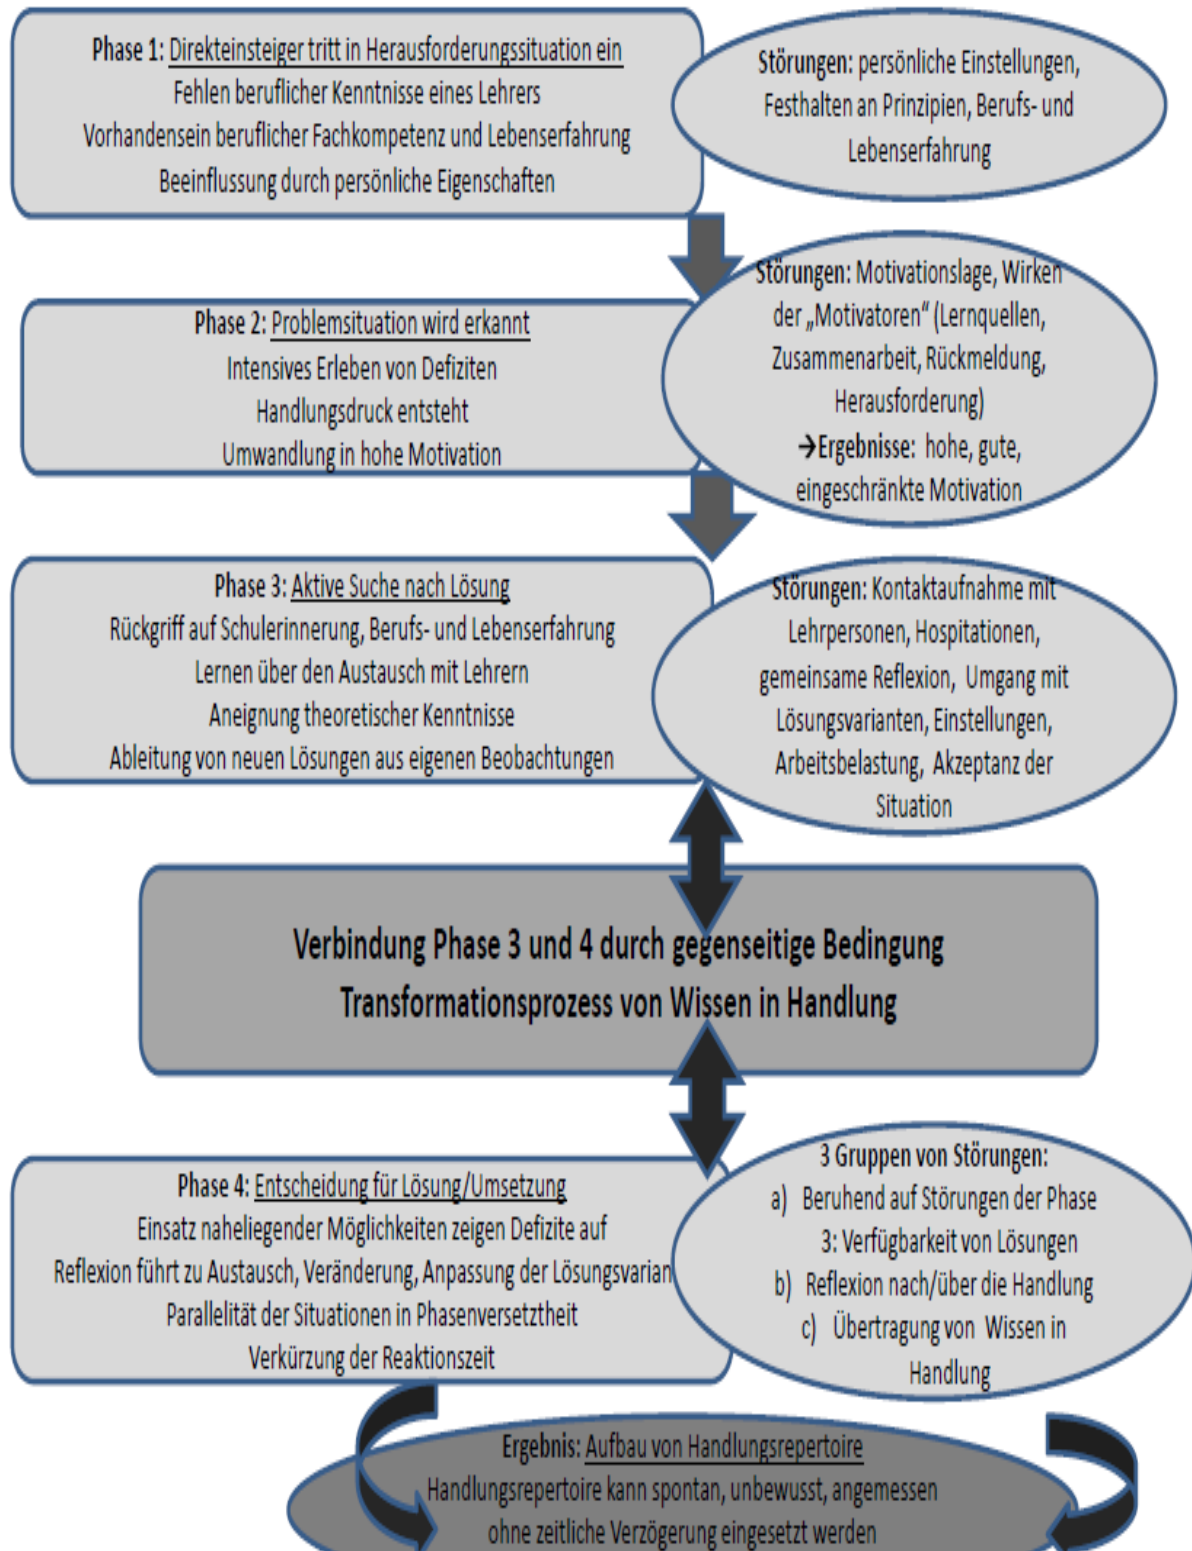 Phase 1: Direkteinsteiger tritt in Herausforderungssituation ein
Fehlen beruflicher Kenntnisse eines Lehrers
Vorhandensein beruflicher Fachkompetenz und Lebenserfahrung
Beeinflussung durch persönliche Eigenschaften
Störungen: persönliche Einstellungen,
Festhalten an Prinzipien, Berufs- und
Lebenserfahrung
Phase 2: Problemsituation wird erkannt
Intensives Erleben von Defiziten
Handlungsdruck entsteht
Umwandlung in hohe Motivation
Störungen: Motivationslage, Wirken
der „Motivatoren“ (Lernquellen,
Zusammenarbeit, Rückmeldung,
Herausforderung)
→Ergebnisse: hohe, gute,
eingeschränkte Motivation
Phase 3: Aktive Suche nach Lösung
Rückgriff auf Schulerinnerung, Berufs- und Lebenserfahrung
Lernen über den Austausch mit Lehrern
Aneignung theoretischer Kenntnisse
Ableitung von neuen Lösungen aus eigenen Beobachtungen
Störungen: Kontaktaufnahme mit
Lehrpersonen, Hospitationen,
gemeinsame Reflexion, Umgang mit
Lösungsvarianten, Einstellungen,
Arbeitsbelastung, Akzeptanz der
Situation
Verbindung Phase 3 und 4 durch gegenseitige Bedingung
Transformationsprozess von Wissen in Handlung
Phase 4: Entscheidung für Lösung/Umsetzung
Einsatz naheliegender Möglichkeiten zeigen Defizite auf
Reflexion führt zu Austausch, Veränderung, Anpassung der Lösungsvarian
Parallelität der Situationen in Phasenversetztheit
Verkürzung der Reaktionszeit
3 Gruppen von Störungen:
a) Beruhend auf Störungen der Phase
3: Verfügbarkeit von Lösungen
b) Reflexion nach/über die Handlung
c) Übertragung von Wissen in
Handlung
Ergebnis: Aufbau von Handlungsrepertoire
Handlungsrepertoire kann spontan, unbewusst, angemessen
ohne zeitliche Verzögerung eingesetzt werden